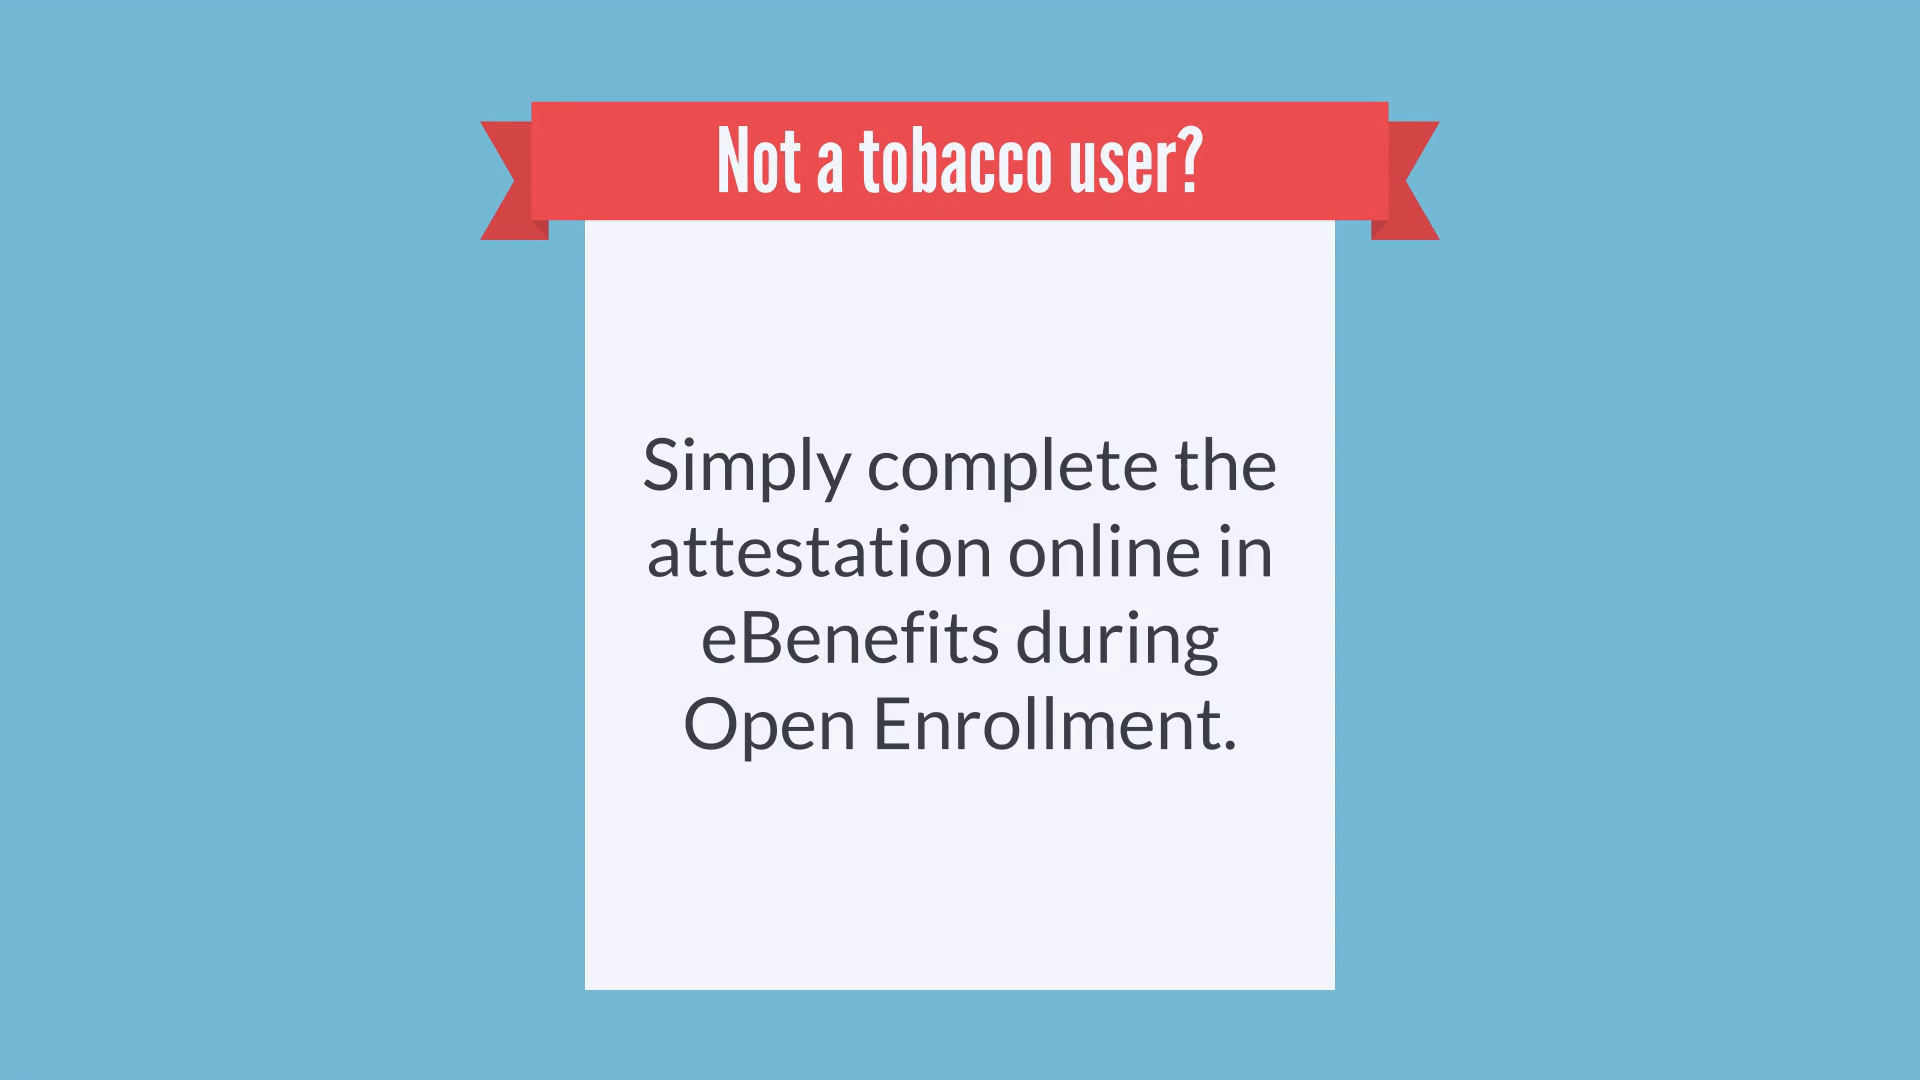 Not a tobacco user?
Simply complete the
attestation online in
eBenefits during
Open Enrollment.